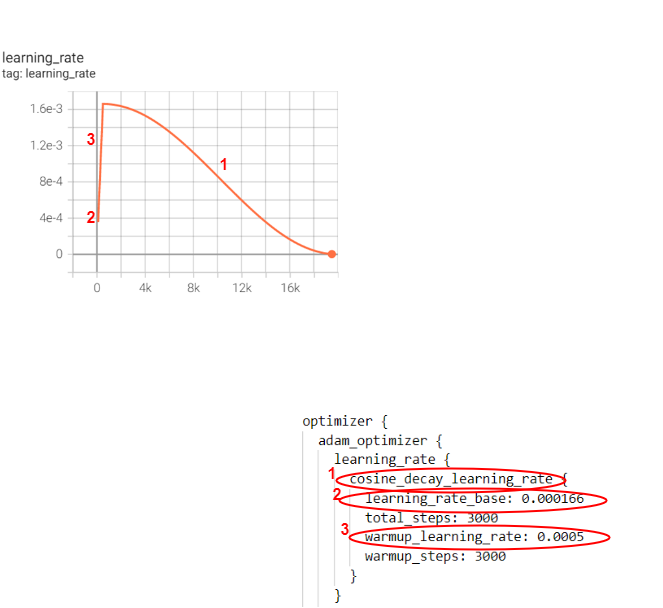 learning_rate
tag: learning_rate
1.6e-3
1.2e-3
8e-4
4e-4
0
0 4k 8k 12k 16k
3
1
2
optimizer {
adam_optimizer {
learning_rate {
1 cosine_decay_learning_rate {
2 learning_rate_base: 0.000166
total_steps: 3000
3 warmup_learning_rate: 0.0005
warmup_steps: 3000
}
}